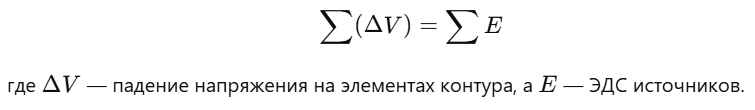 ∑(ΔV) = ∑ E
где ΔV — падение напряжения на элементах контура, а E — ЭДС источников.